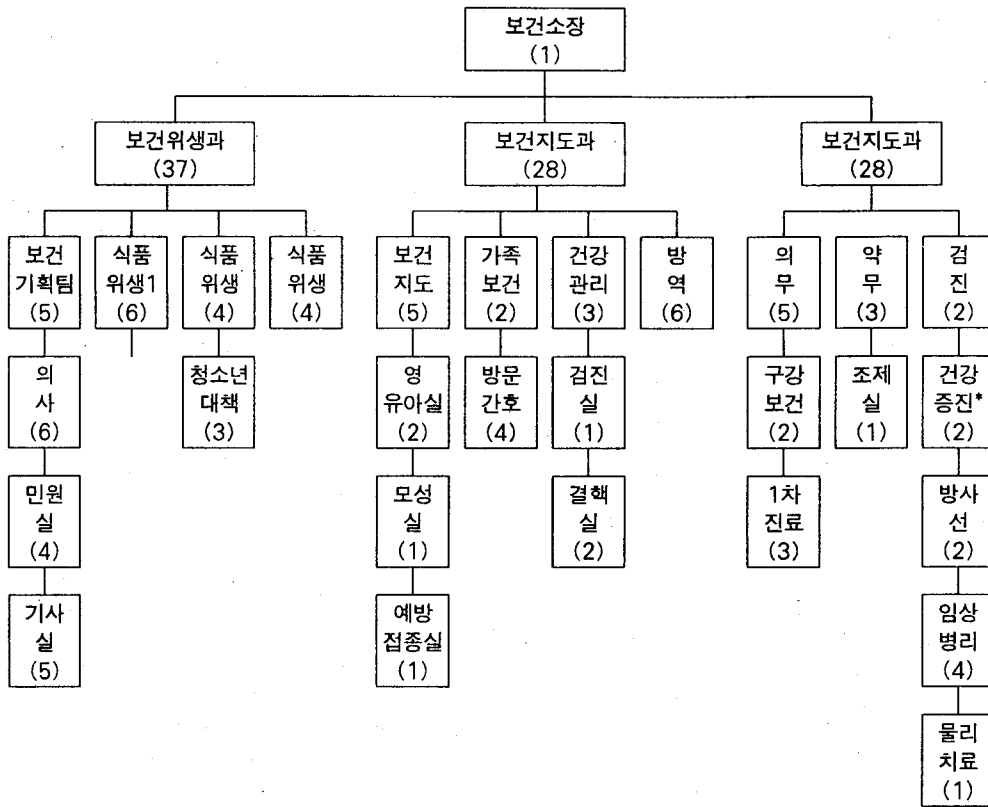 보건소장
(1)
보건위생과
(37)
보건지도과
(28)
보건지도과
(28)
보건
기획팀
(5)
식품
위생1
(6)
식품
위생
(4)
식품
위생
(4)
보건
지도
(5)
가족
보건
(2)
건강
관리
(3)
방
역
(6)
의
무
(5)
약
무
(3)
검
진
(2)
의
사
(6)
청소년
대책
(3)
영
유아실
(2)
방문
간호
(4)
검진
실
(1)
구강
보건
(2)
조제
실
(1)
건강
증진*
(2)
민원
실
(4)
모성
실
(1)
결핵
실
(2)
1차
진료
(3)
방사
선
(2)
기사
실
(5)
예방
접종실
(1)
임상
병리
(4)
물리
치료
(1)